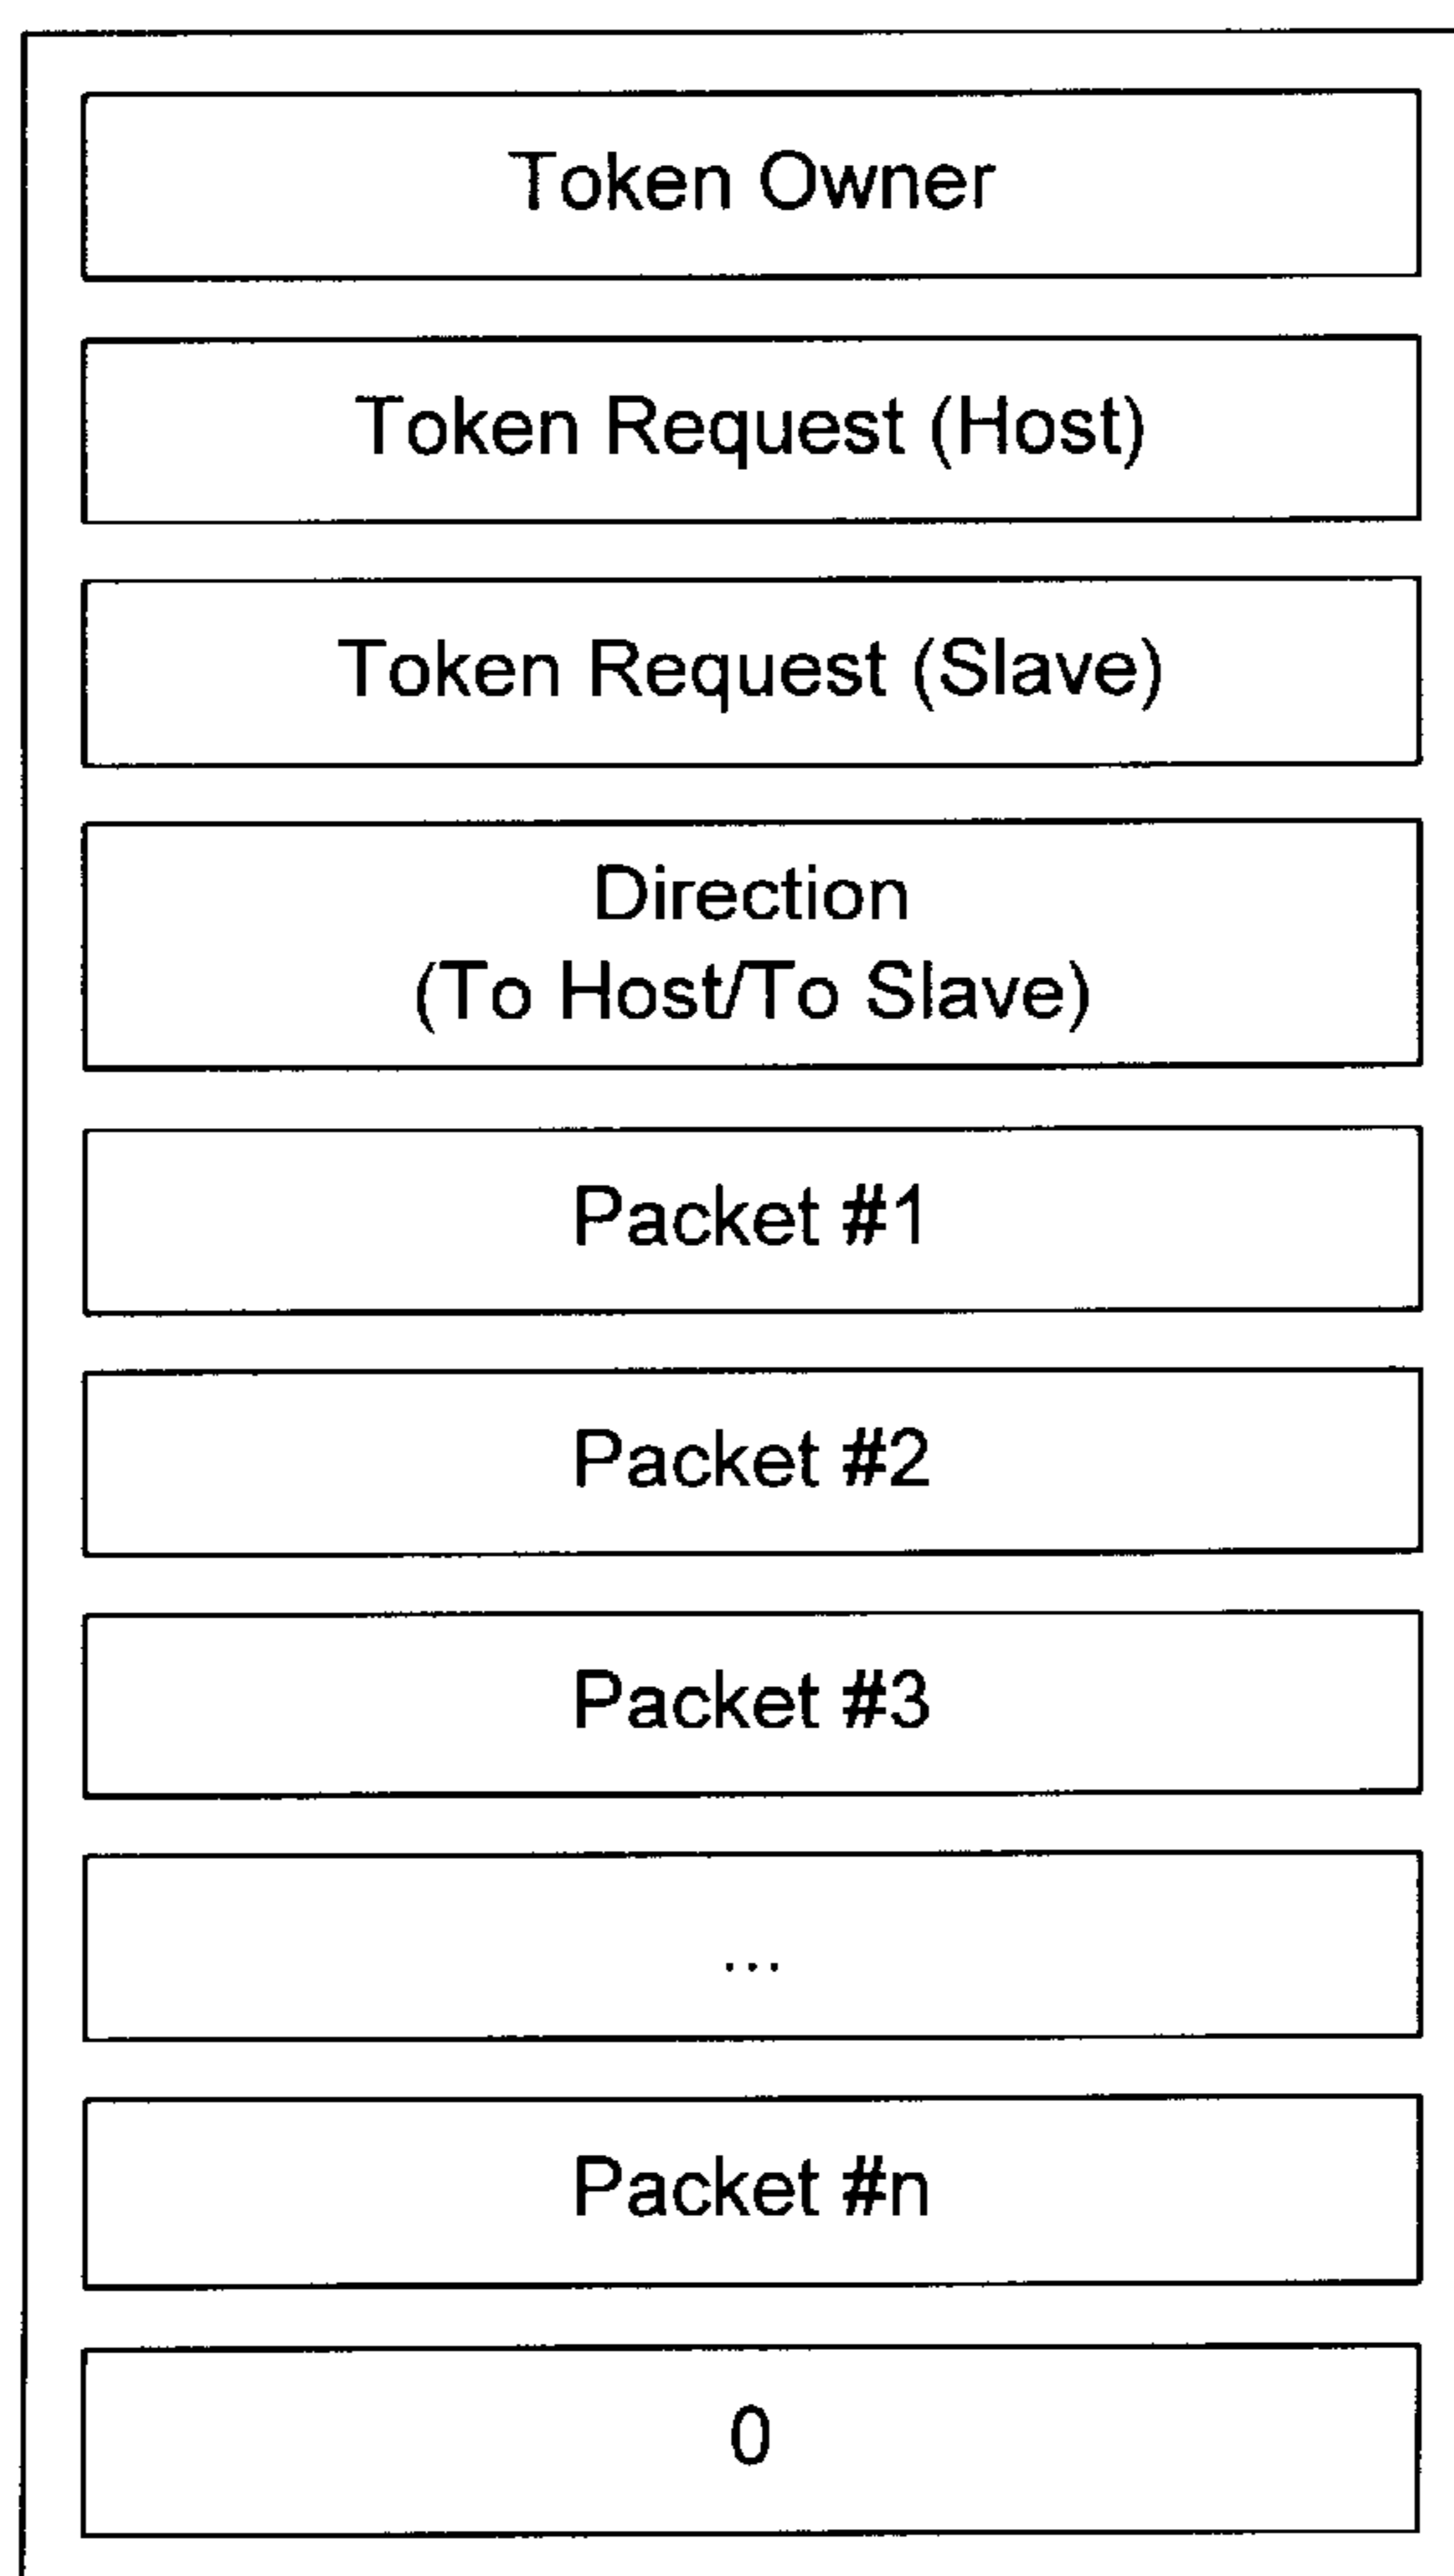 Token Owner
Token Request (Host)
Token Request (Slave)
Direction
(To Host/To Slave)
Packet #1
Packet #2
Packet #3
...
Packet #n
0